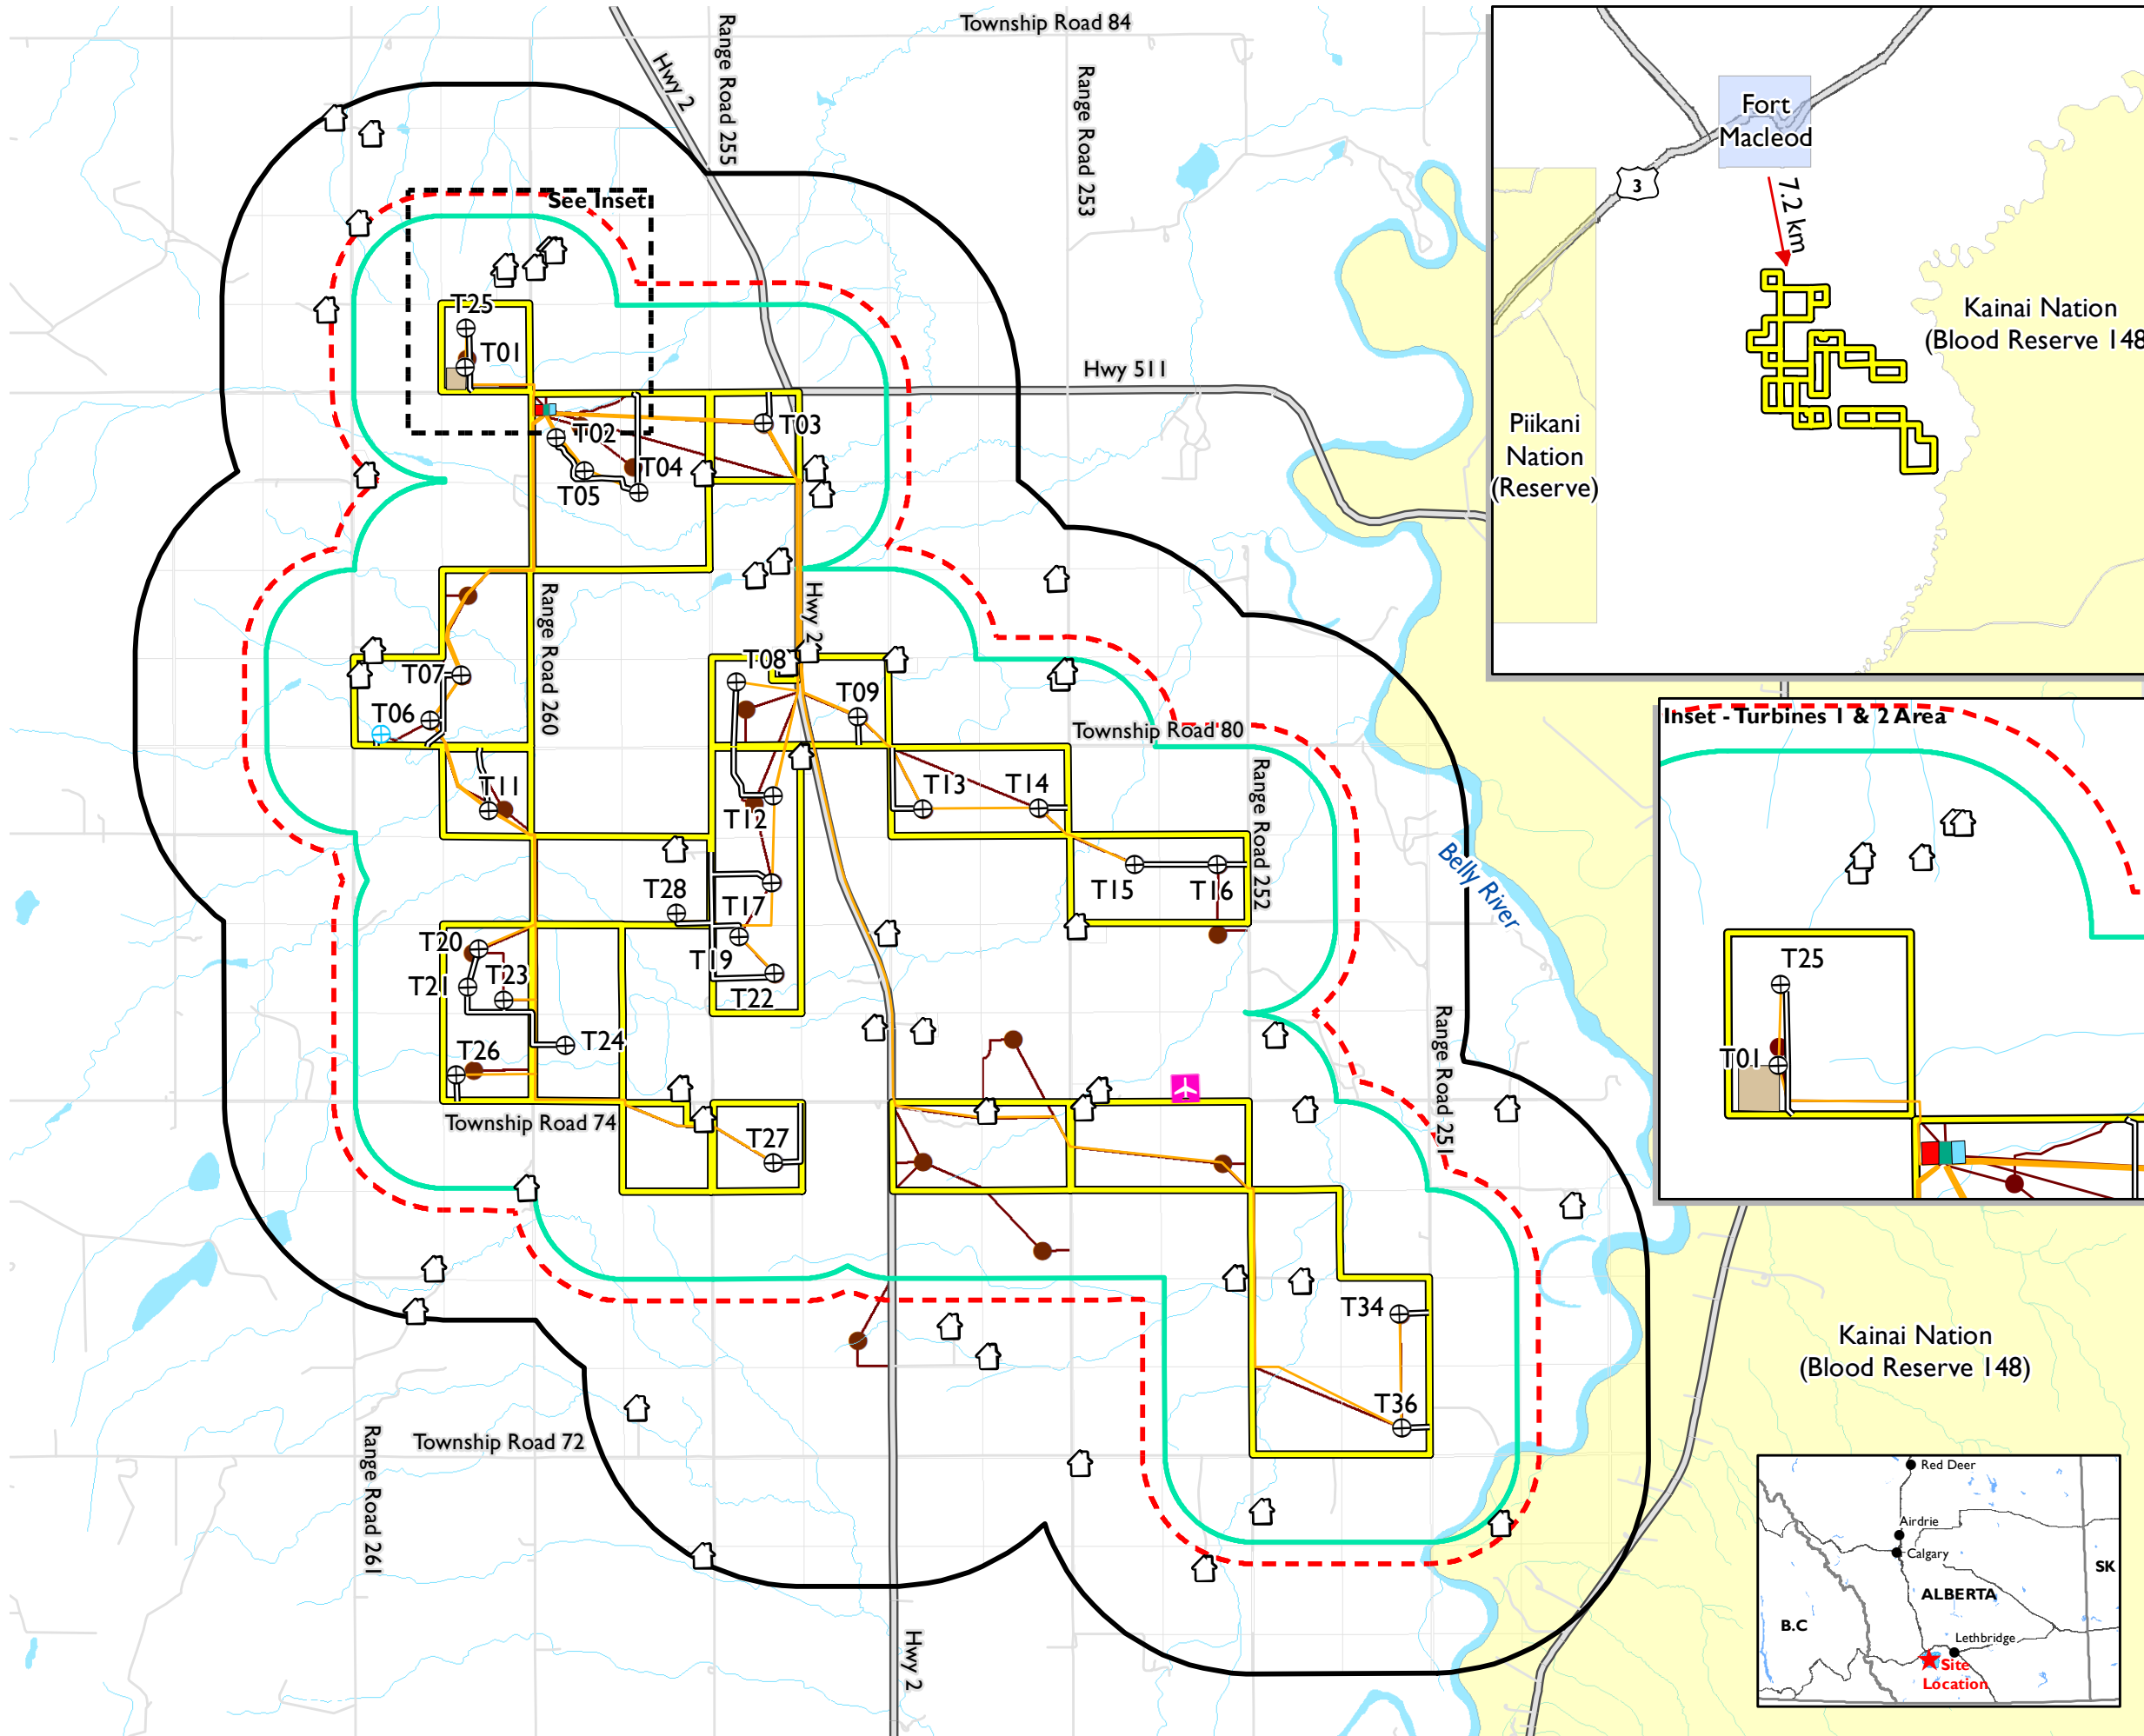 Township Road 84
Range Road 255
Hwy 2
Range Road 253
See Inset
T25
T01
Hwy 511
T02
T03
T04
T05
Range Road 260
Hwy 2
T07
T08
T09
T06
Township Road 80
T11
T13
T14
T12
Range Road 252
T15
T16
Belly River
T28
T17
T20
T19
T23
T21
T22
T24
T26
Range Road 251
Township Road 74
T27
T34
T36
Township Road 72
Range Road 261
Hwy 2
Fort
Macleod
3
7.2 km
Kainai Nation
(Blood Reserve 148
Piikani
Nation
(Reserve)
Inset - Turbines 1 & 2 Area
T25
T01
Kainai Nation
(Blood Reserve 148)
Red Deer
Airdrie
Calgary
SK
ALBERTA
B.C
Lethbridge
Site
Location